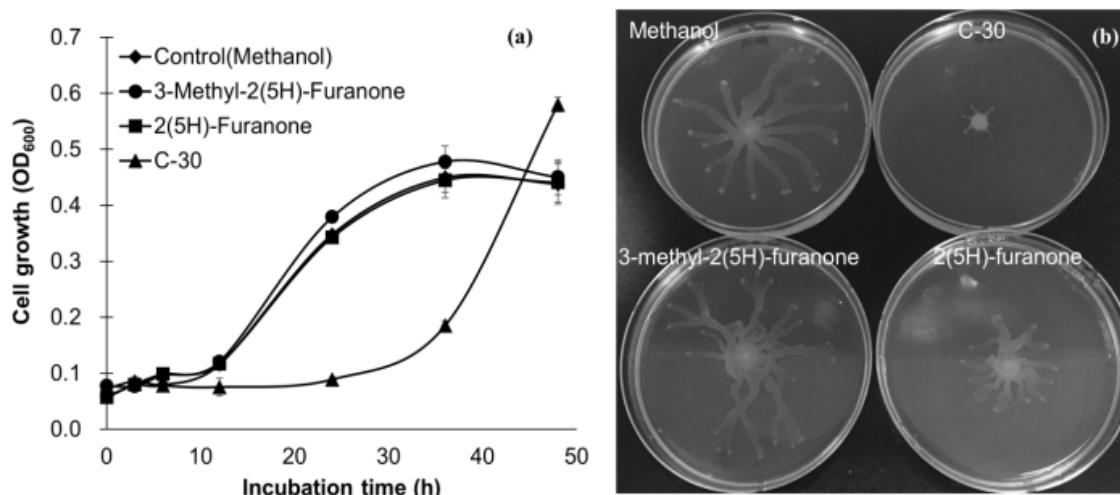 (a)
Control(Methanol)
3-Methyl-2(5H)-Furanone
2(5H)-Furanone
C-30
Cell growth (OD600)
0.7
0.6
0.5
0.4
0.3
0.2
0.1
0.0
0 10 20 30 40 50
Incubation time (h)
Methanol C-30 (b)
3-methyl-2(5H)-furanone 2(5H)-furanone